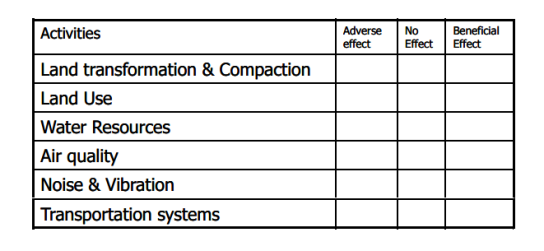 Activities
Adverse effect
No Effect
Beneficial Effect
Land transformation & Compaction
Land Use
Water Resources
Air quality
Noise & Vibration
Transportation systems